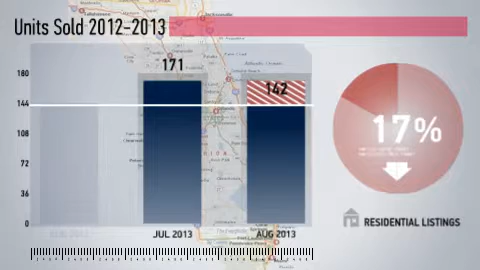 Units Sold 2012–2013
180
171
142
144
108
72
36
0
JUL 2013
AUG 2013
17%
RESIDENTIAL LISTINGS